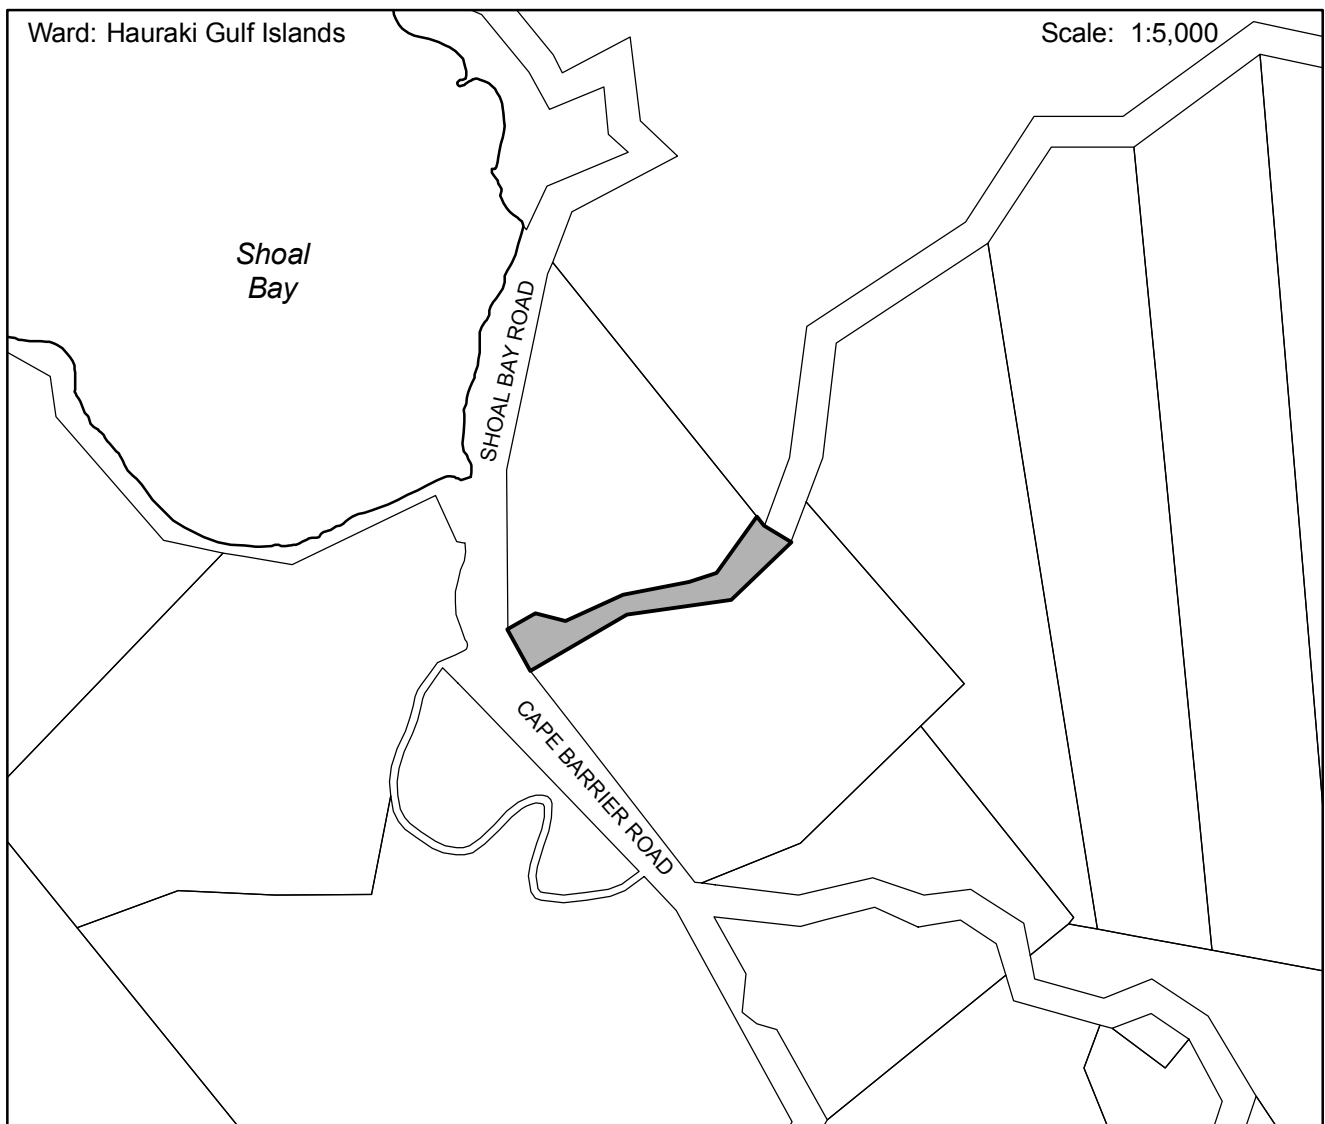 Ward: Hauraki Gulf Islands
Scale: 1:5,000
Shoal
Bay
SHOAL BAY ROAD
CAPE BARRIER ROAD